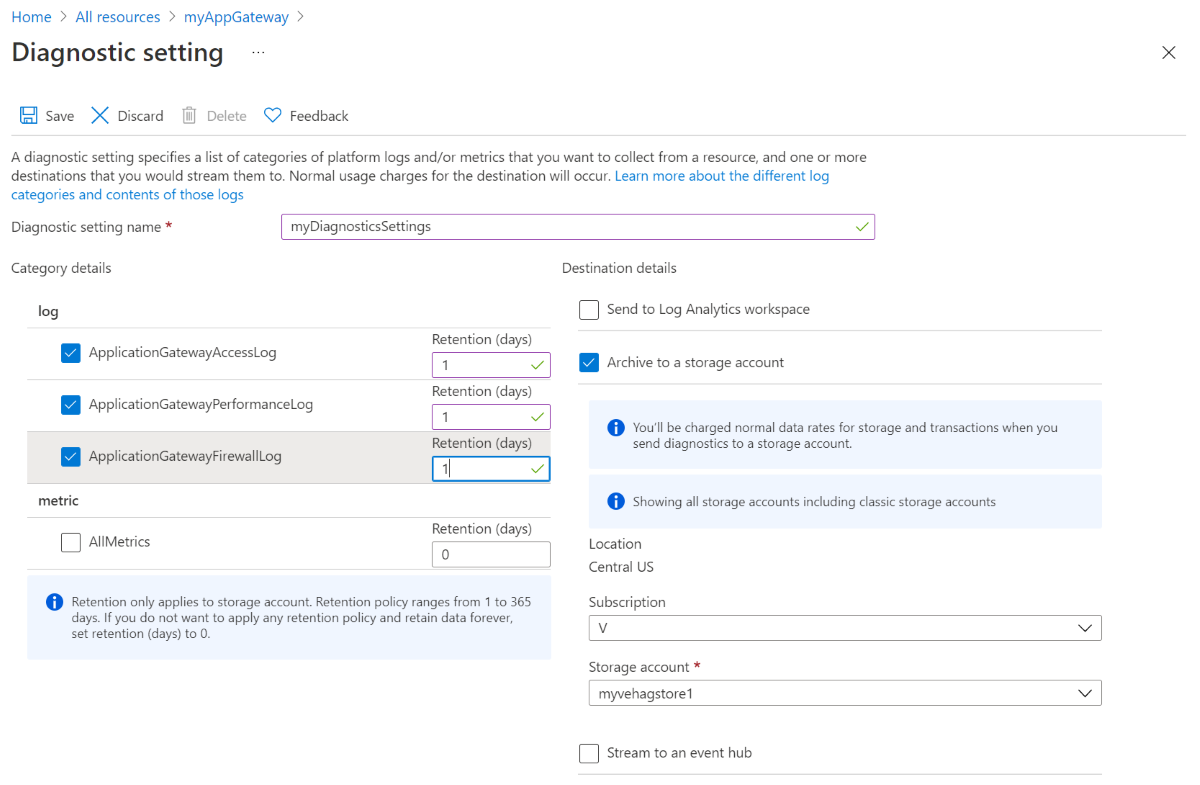 Home > All resources > myAppGateway >
Diagnostic setting ...
Save Discard Delete Feedback
A diagnostic setting specifies a list of categories of platform logs and/or metrics that you want to collect from a resource, and one or more
destinations that you would stream them to. Normal usage charges for the destination will occur. Learn more about the different log
categories and contents of those logs
Diagnostic setting name * myDiagnosticsSettings
Category details
log
Retention (days)
ApplicationGatewayAccessLog
1
Retention (days)
ApplicationGatewayPerformanceLog
1
Retention (days)
ApplicationGatewayFirewallLog
1
metric
Retention (days)
AllMetrics
0
Retention only applies to storage account. Retention policy ranges from 1 to 365
days. If you do not want to apply any retention policy and retain data forever,
set retention (days) to 0.
Destination details
Send to Log Analytics workspace
Archive to a storage account
You'll be charged normal data rates for storage and transactions when you
send diagnostics to a storage account.
Showing all storage accounts including classic storage accounts
Location
Central US
Subscription
V
Storage account *
myvehagstore1
Stream to an event hub